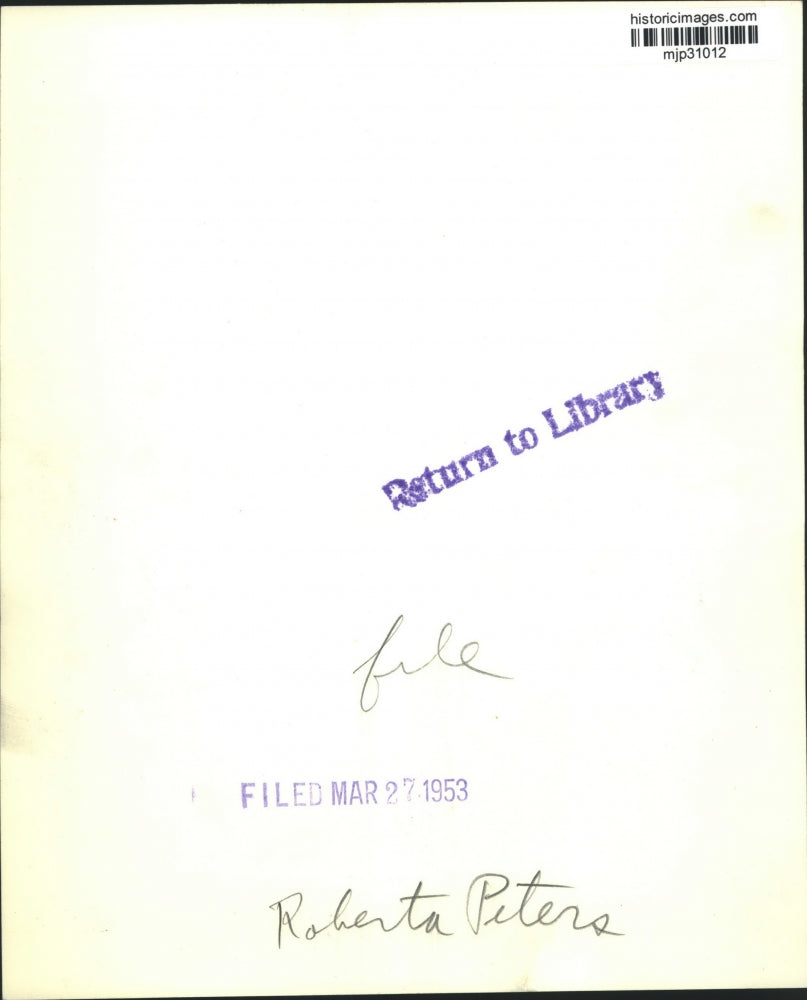 historicimages.com
mjp31012
Return to Library
file
FILED MAR 27 1953
Roberta Peters